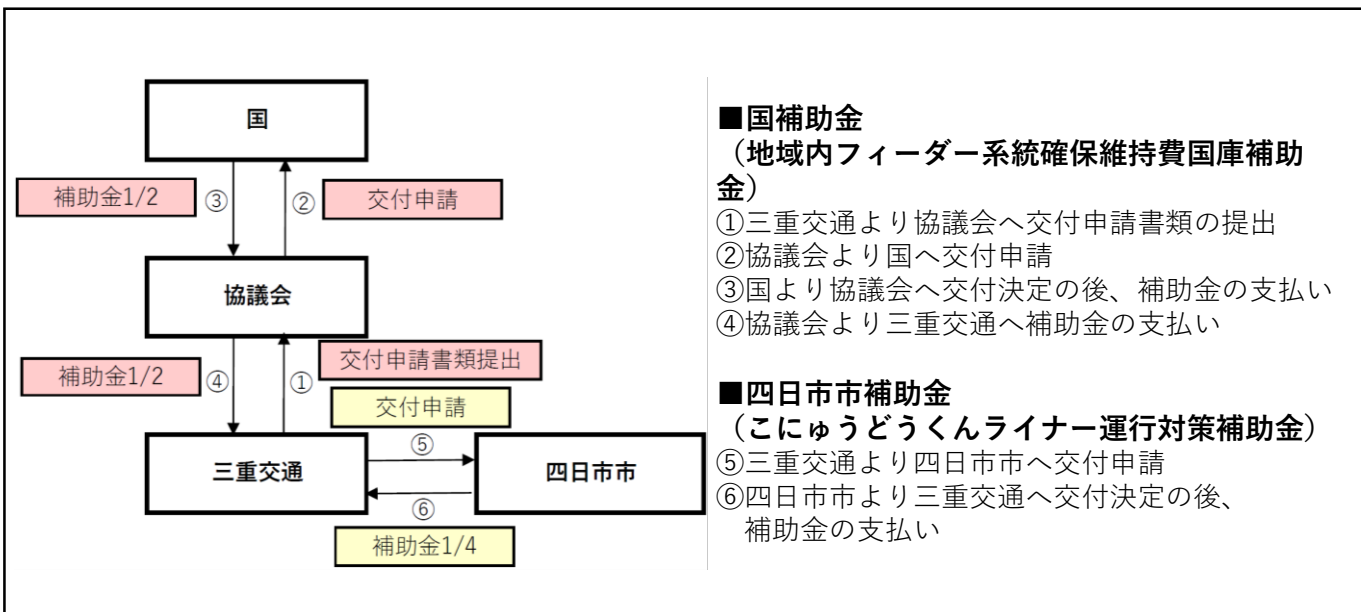 国
補助金1/2
③
②
交付申請
協議会
補助金1/2
④
①
交付申請書類提出
交付申請
⑤
三重交通
四日市市
⑥
補助金1/4
■国補助金
（地域内フィーダー系統確保維持費国庫補助
金）
①三重交通より協議会へ交付申請書類の提出
②協議会より国へ交付申請
③国より協議会へ交付決定の後、補助金の支払い
④協議会より三重交通へ補助金の支払い
■四日市市補助金
（こにゅうどうくんライナー運行対策補助金）
⑤三重交通より四日市市へ交付申請
⑥四日市市より三重交通へ交付決定の後、
補助金の支払い